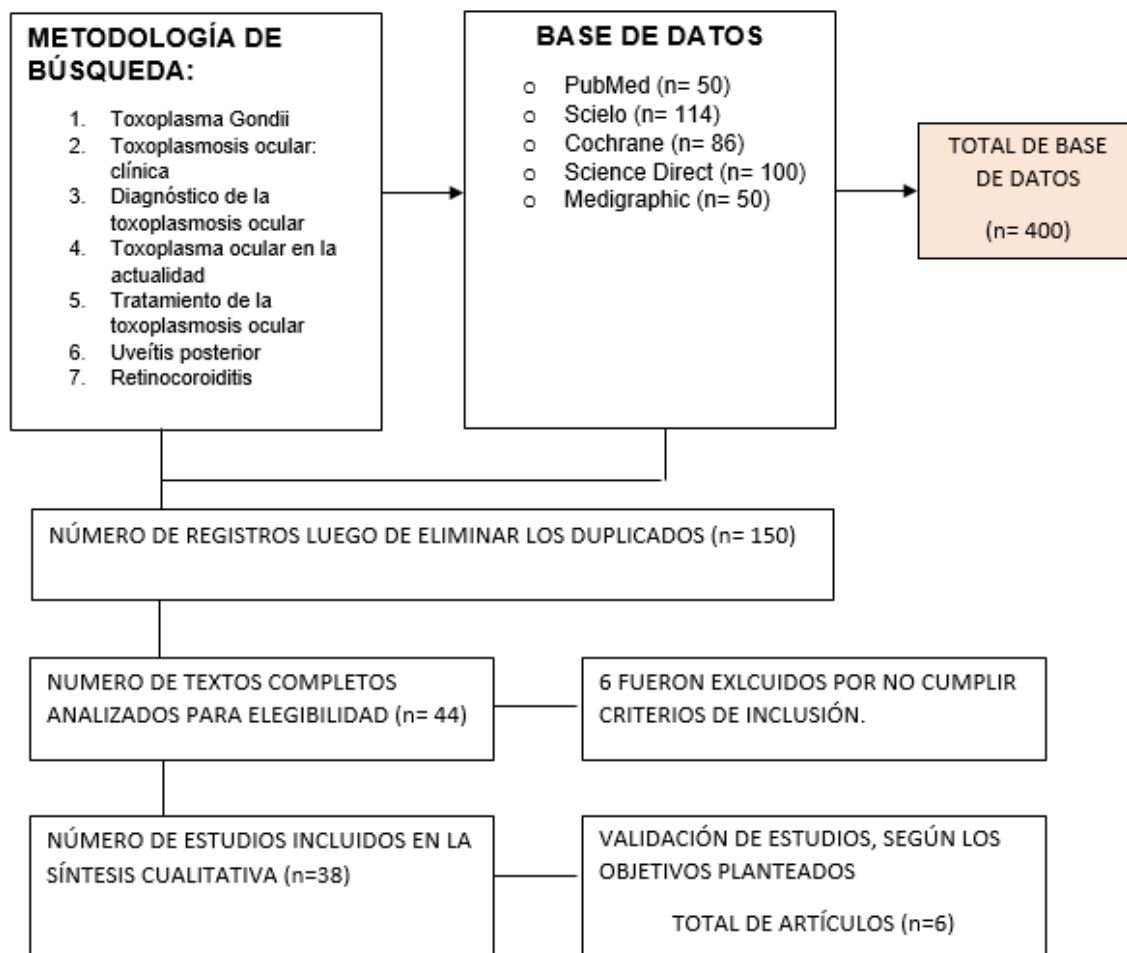 METODOLOGÍA DE
BÚSQUEDA:
1. Toxoplasma Gondii
2. Toxoplasmosis ocular:
clínica
3. Diagnóstico de la
toxoplasmosis ocular
4. Toxoplasma ocular en la
actualidad
5. Tratamiento de la
toxoplasmosis ocular
6. Uveítis posterior
7. Retinocoroiditis
BASE DE DATOS
o PubMed (n= 50)
o Scielo (n= 114)
o Cochrane (n= 86)
o Science Direct (n= 100)
o Medigraphic (n= 50)
TOTAL DE BASE
DE DATOS
(n= 400)
NÚMERO DE REGISTROS LUEGO DE ELIMINAR LOS DUPLICADOS (n= 150)
NUMERO DE TEXTOS COMPLETOS
ANALIZADOS PARA ELEGIBILIDAD (n= 44)
6 FUERON EXLCUIDOS POR NO CUMPLIR
CRITERIOS DE INCLUSIÓN.
NÚMERO DE ESTUDIOS INCLUIDOS EN LA
SÍNTESIS CUALITATIVA (n=38)
VALIDACIÓN DE ESTUDIOS, SEGÚN LOS
OBJETIVOS PLANTEADOS
TOTAL DE ARTÍCULOS (n=6)